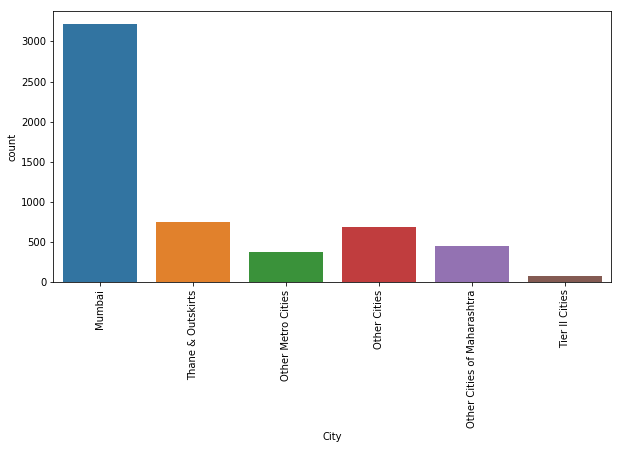 3000
2500
2000
1500
1000
500
0
count
Mumbai
Thane & Outskirts
Other Metro Cities
Other Cities
Other Cities of Maharashtra
Tier II Cities
City